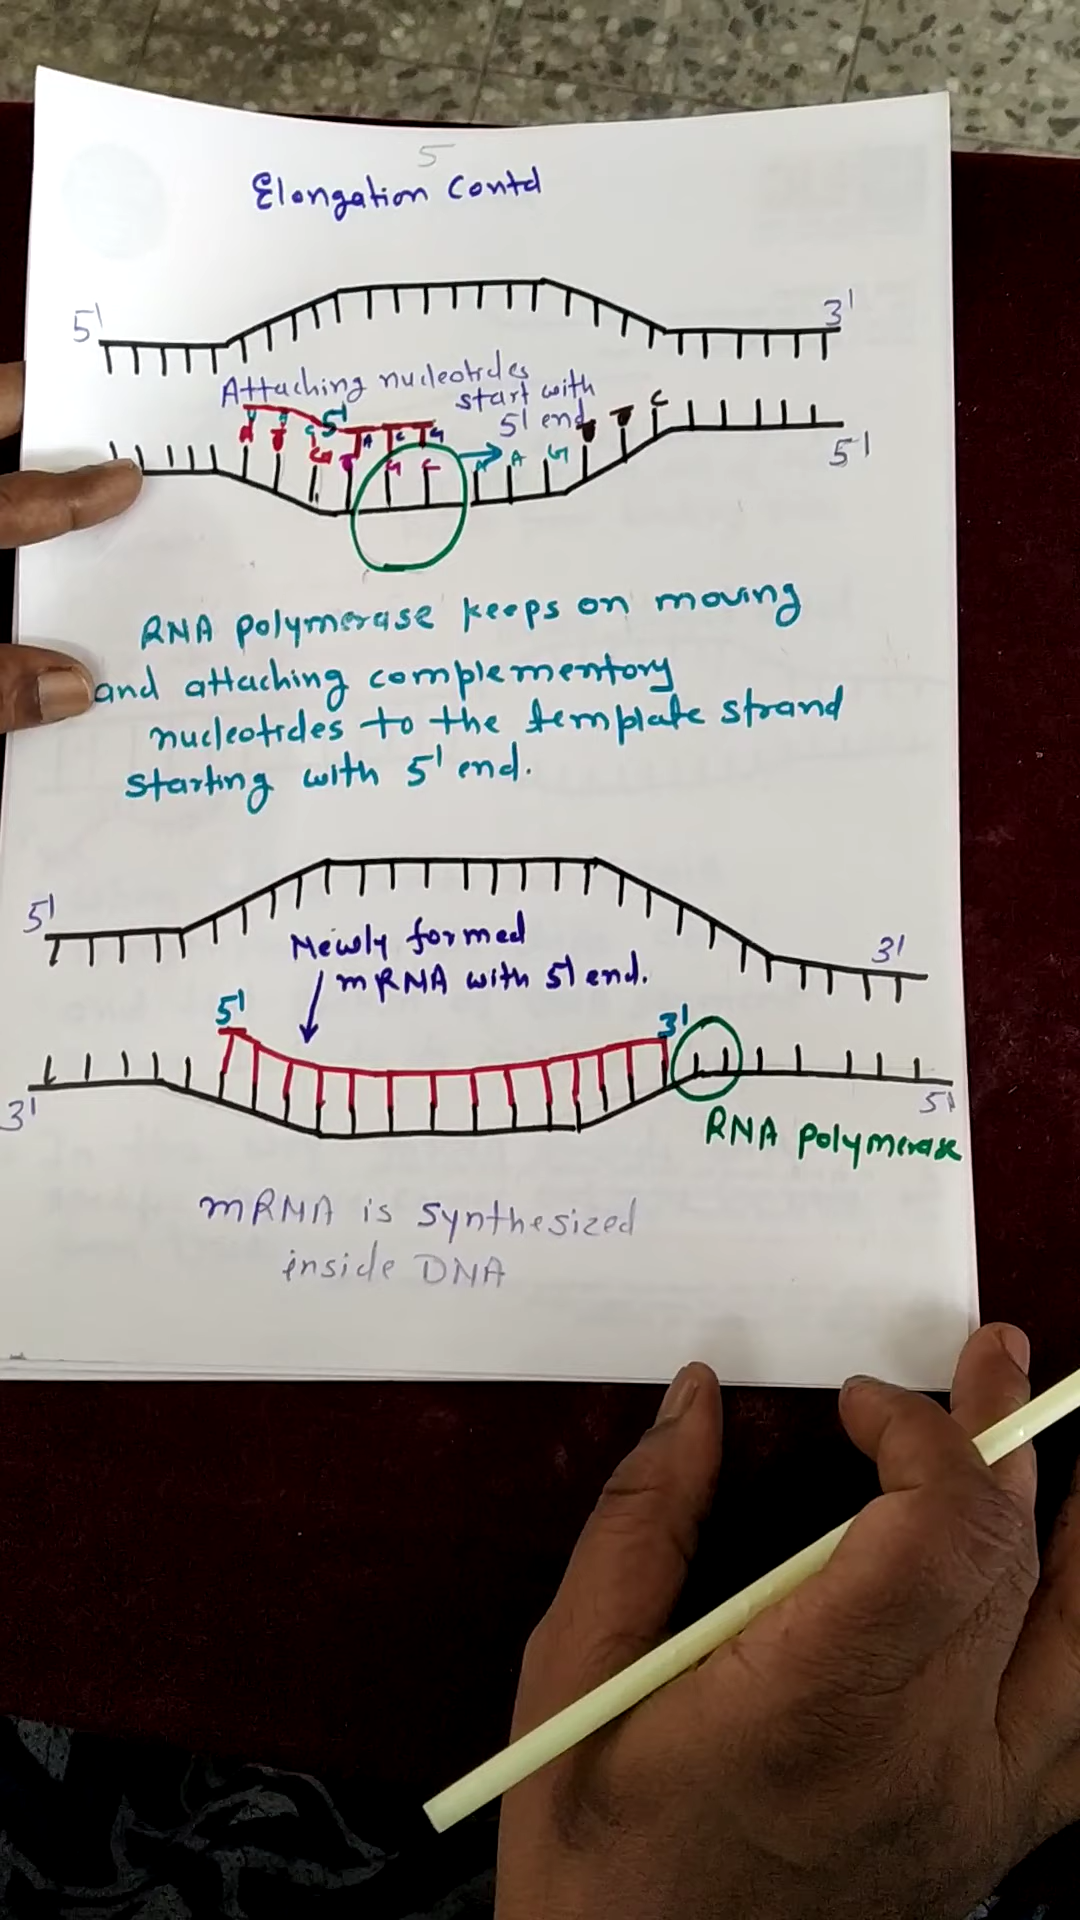 5
Elongation Contd
5' 3'
Attaching nucleotides
start with
5' end
5'
A C G
G C A A G C
5'
RNA polymerase keeps on moving
and attaching complementory
nucleotides to the template strand
starting with 5' end.
5'
3'
Newly formed
mRNA with 5' end.
5' 3'
3' 5'
RNA polymerase
mRNA is synthesized
inside DNA